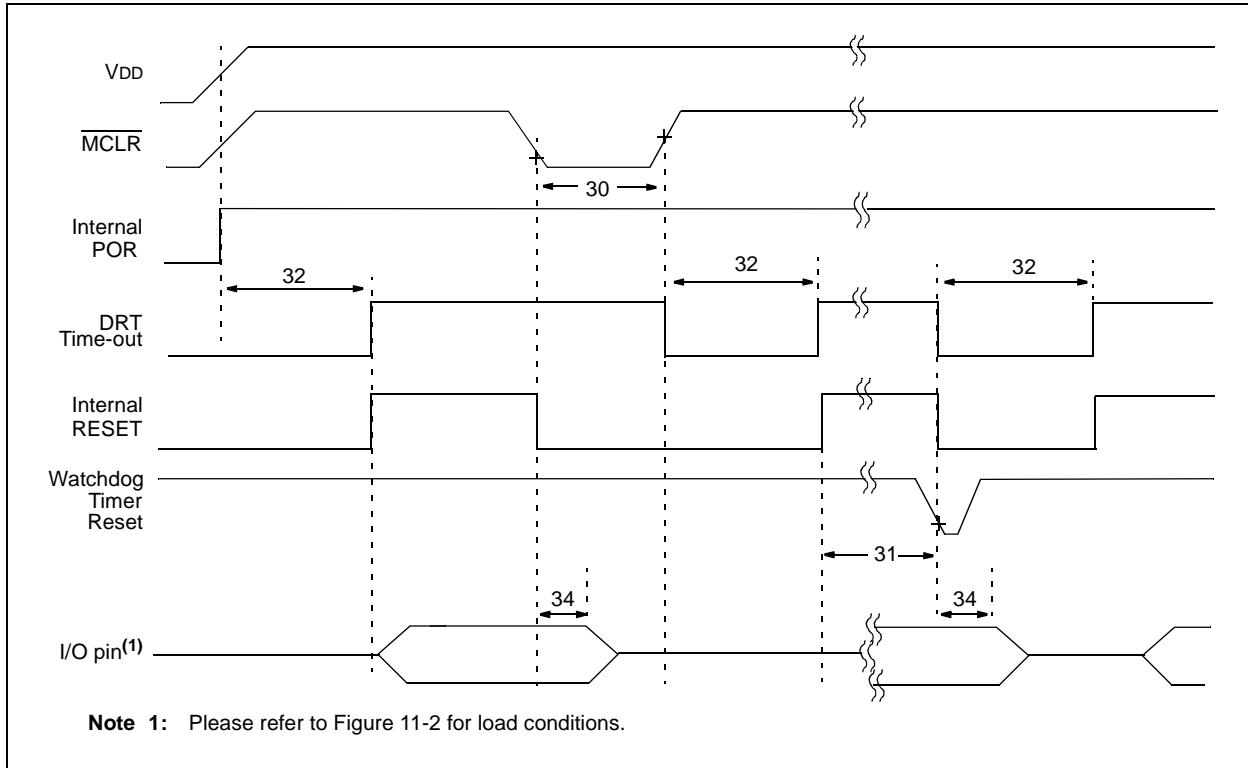 VDD
MCLR
30
Internal
POR
32
32
32
DRT
Time-out
Internal
RESET
Watchdog
Timer
Reset
31
34
34
I/O pin(1)
Note 1: Please refer to Figure 11-2 for load conditions.